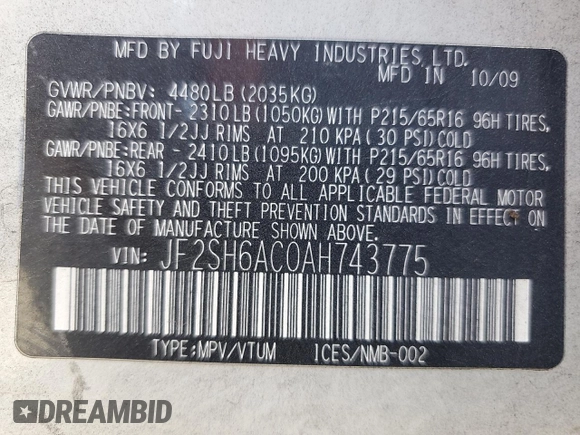 MFD BY FUJI HEAVY INDUSTRIES,LTD.
MFD IN 10/09
GVWR/PNBV: 4480LB(2035KG)
GAWR/PNBE:FRONT- 2310LB(1050KG)WITH P215/65R16 96H TIRES,
16X6 1/2JJ RIMS AT 210 KPA(30 PSI)COLD
GAWR/PNBE:REAR - 2410LB(1095KG)WITH P215/65R16 96H TIRES,
16X6 1/2JJ RIMS AT 200 KPA(29 PSI)COLD
THIS VEHICLE CONFORMS TO ALL APPLICABLE FEDERAL MOTOR
VEHICLE SAFETY AND THEFT PREVENTION STANDARDS IN EFFECT ON
THE DATE OF MANUFACTURE SHOWN ABOVE.
VIN: JF2SH6AC0AH743775
TYPE:MPV/VTUM 1CES/NMB-002
DREAMBID